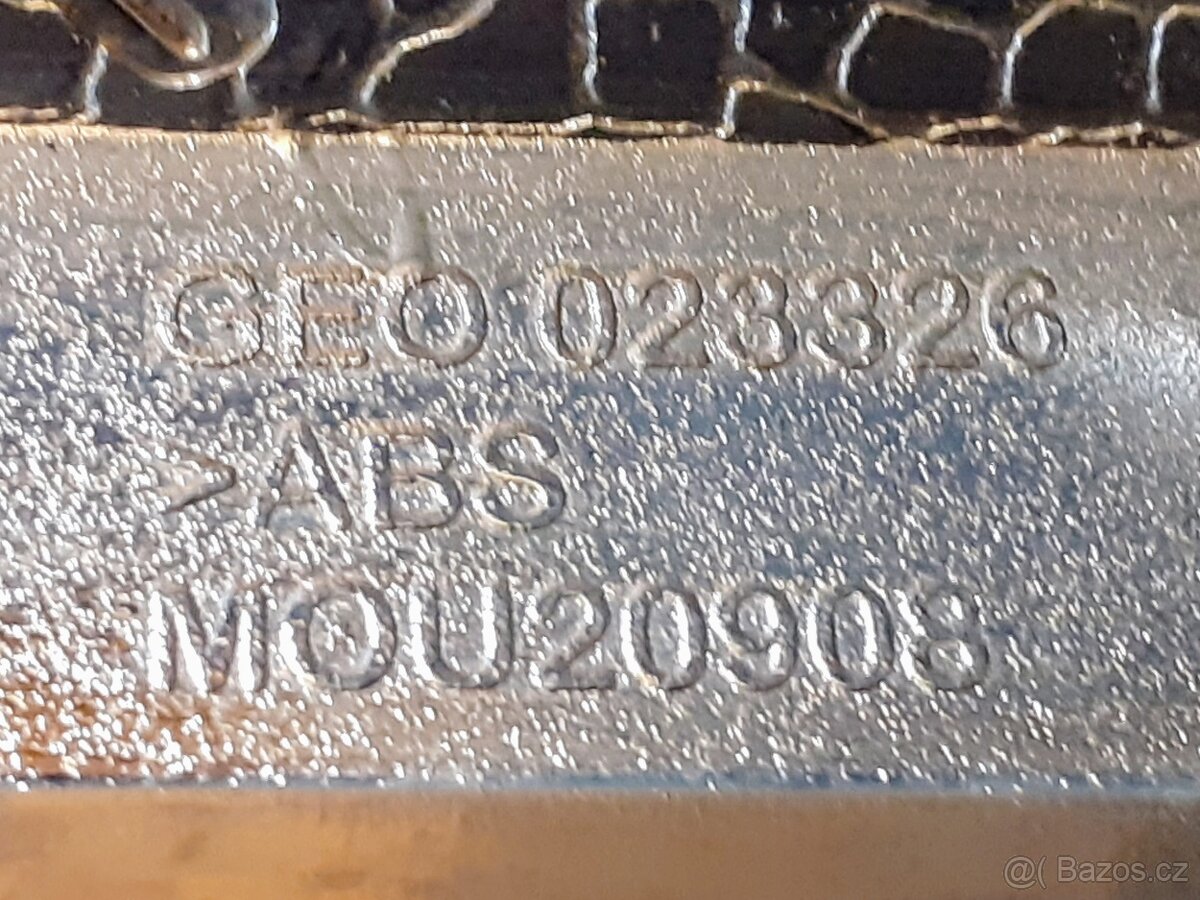 GEO 023326
>ABS
MOU20908
@( Bazos.cz